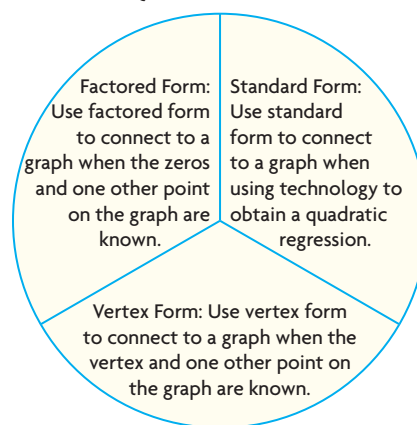 Factored Form:
Use factored form
to connect to a
graph when the zeros
and one other point
on the graph are
known.
Standard Form:
Use standard
form to connect
to a graph when
using technology to
obtain a quadratic
regression.
Vertex Form: Use vertex form
to connect to a graph when the
vertex and one other point on
the graph are known.